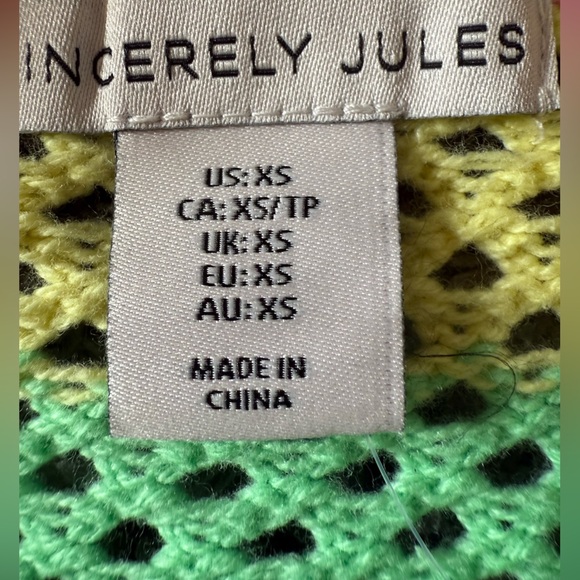 INCERELY JULES
US: XS
CA: XS/TP
UK: XS
EU: XS
AU: XS
MADE IN
CHINA